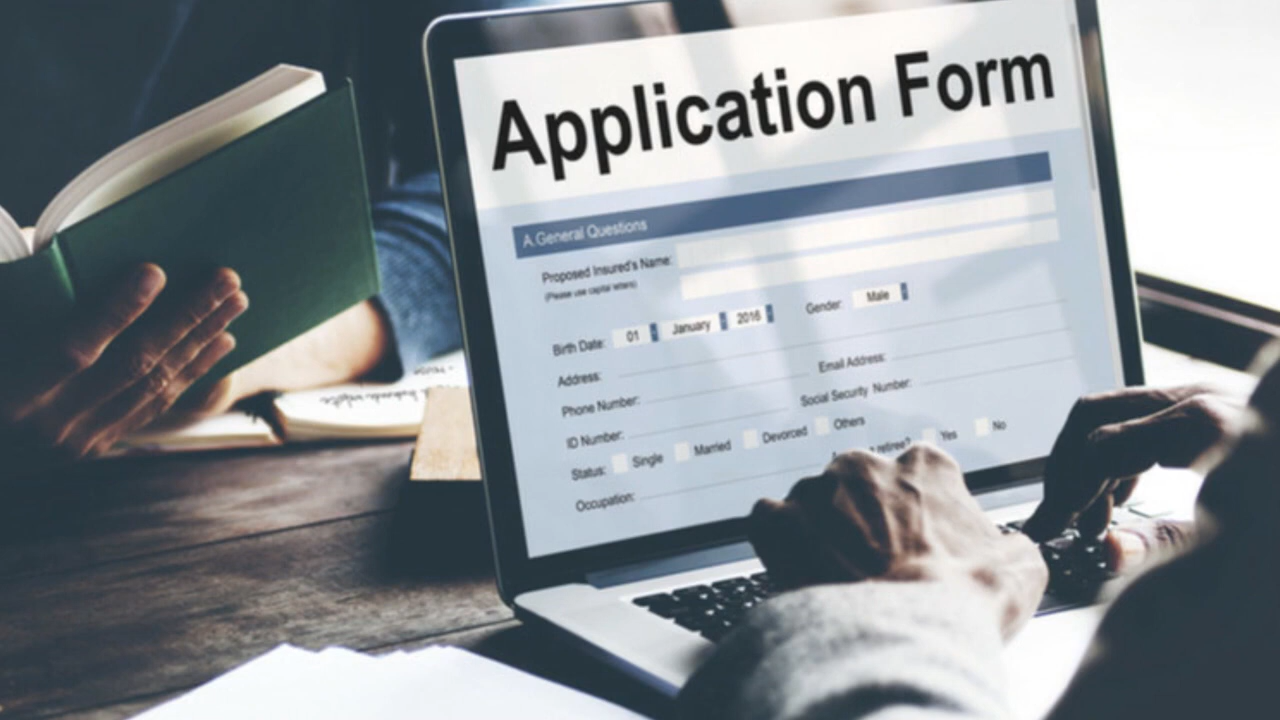 Application Form
A.General Questions
Proposed Insured's Name:
(Please use capital letters)
Birth Date: 01 January 2016 Gender: Male
Address:
Email Address:
Phone Number:
Social Security Number:
ID Number:
Status: Single Married Devorced Others
retiree? Yes No
Occupation: